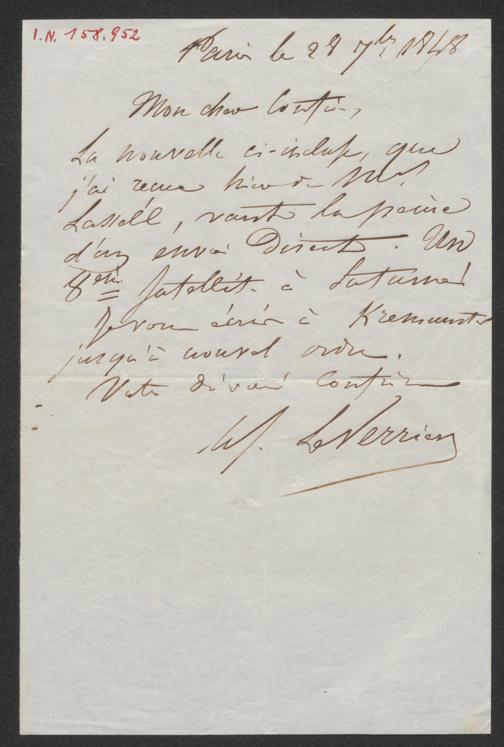 I.N. 158.952
Paris le 28 7bre 1848
Mon cher Confrère,
La nouvelle ci-incluse, que
j'ai reçue hier de Mr
Lassell, vaut la peine
d'un envoi Direct. Un
8ème Satellite à Saturne!
Je vous écris à Kremsmunster
jusqu'à nouvel ordre.
Votre dévoué Confrère
LeVerrier